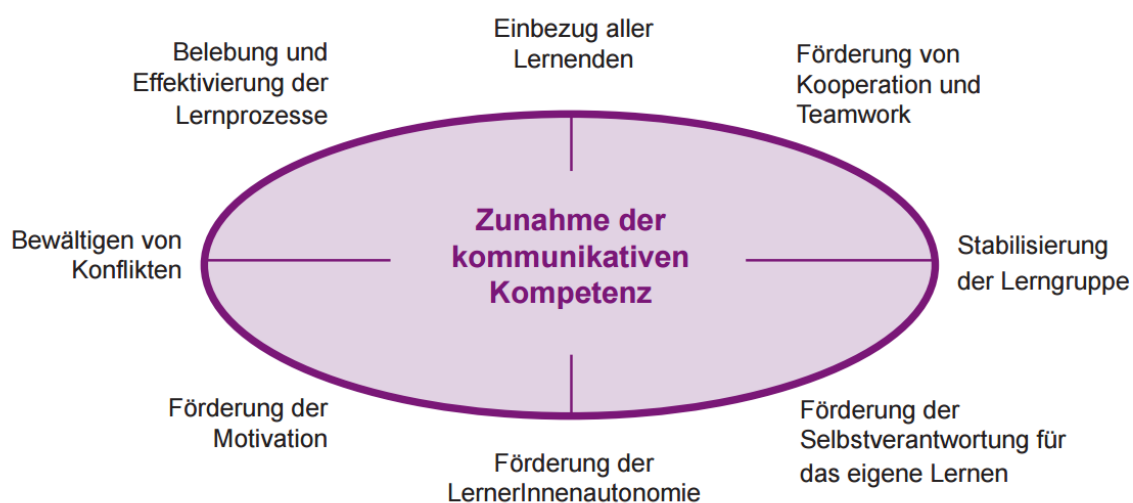 Einbezug aller
Lernenden
Belebung und
Effektivierung der
Lernprozesse
Förderung von
Kooperation und
Teamwork
Zunahme der
kommunikativen
Kompetenz
Bewältigen von
Konflikten
Stabilisierung
der Lerngruppe
Förderung der
Motivation
Förderung der
LernerInnenautonomie
Förderung der
Selbstverantwortung für
das eigene Lernen